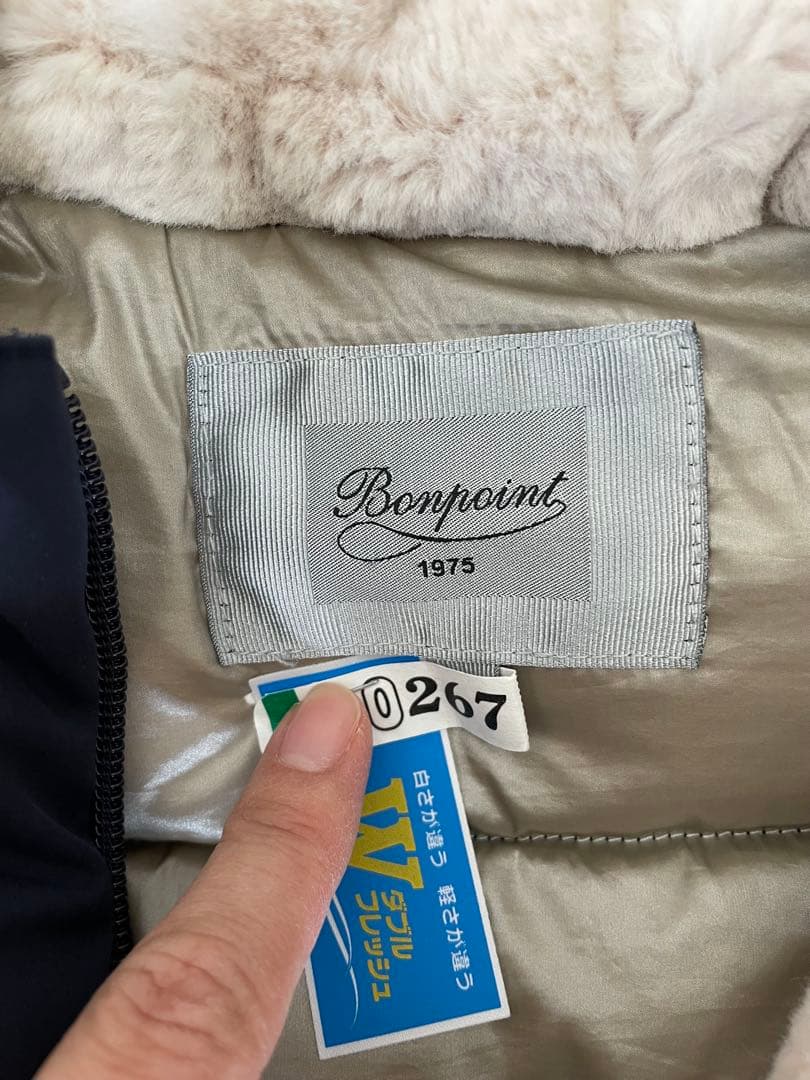 Bonpoint
1975
0267
白さが違う 軽さが違う
W
ダブル
フレッシュ